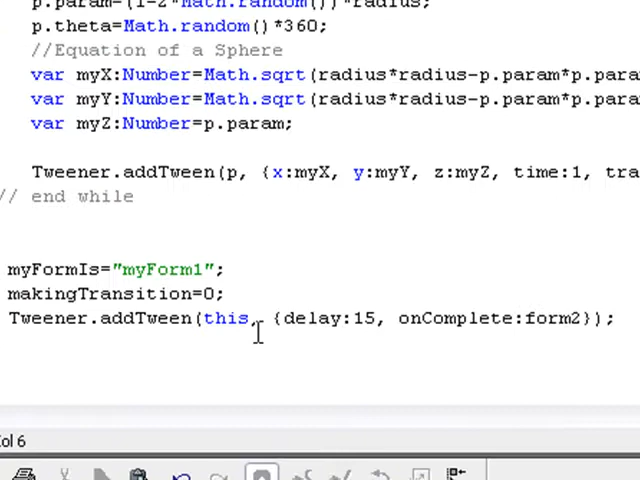 p.param=(1-2*Math.random())*radius;
p.theta=Math.random()*360;
//Equation of a Sphere
var myX:Number=Math.sqrt(radius*radius-p.param*p.para
var myY:Number=Math.sqrt(radius*radius-p.param*p.para
var myZ:Number=p.param;
Tweener.addTween(p, {x:myX, y:myY, z:myZ, time:1, tra
// end while
myFormIs="myForm1";
makingTransition=0;
Tweener.addTween(this, {delay:15, onComplete:form2});
ol 6